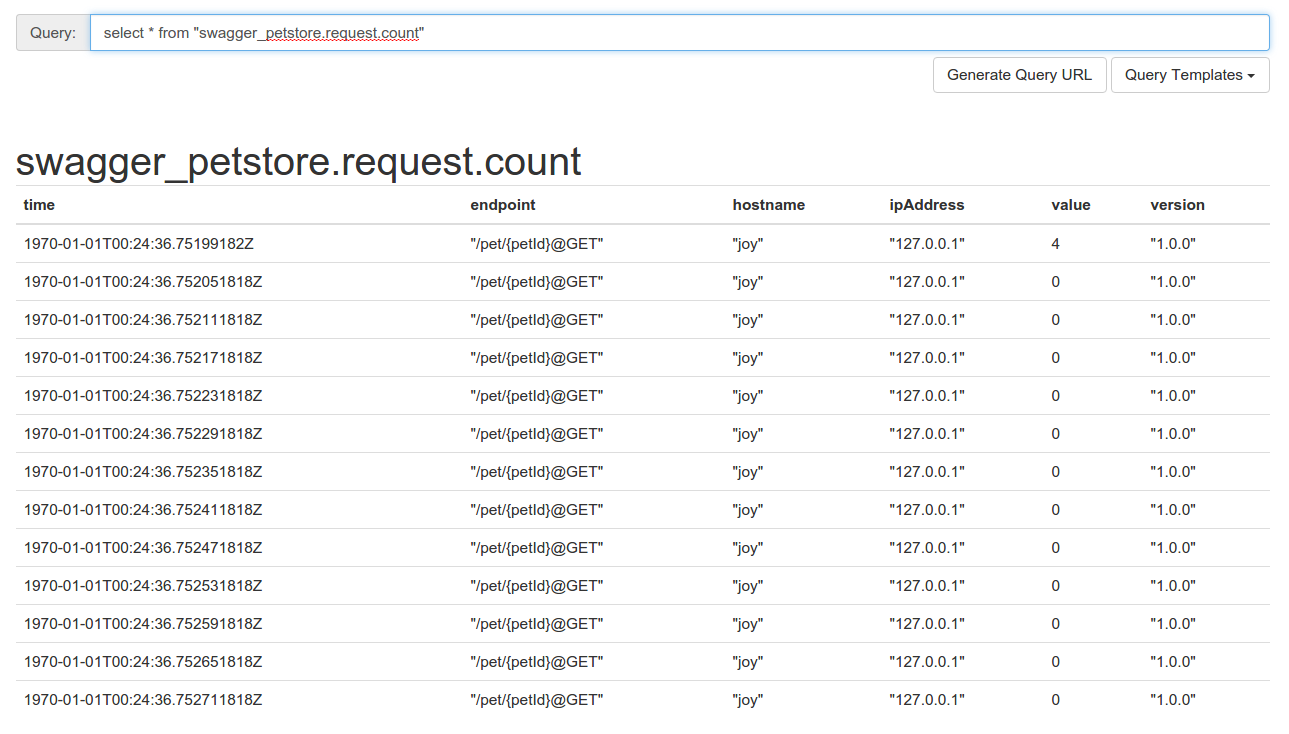 Query: select * from "swagger_petstore.request.count"
Generate Query URL Query Templates
swagger_petstore.request.count
time endpoint hostname ipAddress value version
1970-01-01T00:24:36.75199182Z "/pet/{petId}@GET" "joy" "127.0.0.1" 4 "1.0.0"
1970-01-01T00:24:36.752051818Z "/pet/{petId}@GET" "joy" "127.0.0.1" 0 "1.0.0"
1970-01-01T00:24:36.752111818Z "/pet/{petId}@GET" "joy" "127.0.0.1" 0 "1.0.0"
1970-01-01T00:24:36.752171818Z "/pet/{petId}@GET" "joy" "127.0.0.1" 0 "1.0.0"
1970-01-01T00:24:36.752231818Z "/pet/{petId}@GET" "joy" "127.0.0.1" 0 "1.0.0"
1970-01-01T00:24:36.752291818Z "/pet/{petId}@GET" "joy" "127.0.0.1" 0 "1.0.0"
1970-01-01T00:24:36.752351818Z "/pet/{petId}@GET" "joy" "127.0.0.1" 0 "1.0.0"
1970-01-01T00:24:36.752411818Z "/pet/{petId}@GET" "joy" "127.0.0.1" 0 "1.0.0"
1970-01-01T00:24:36.752471818Z "/pet/{petId}@GET" "joy" "127.0.0.1" 0 "1.0.0"
1970-01-01T00:24:36.752531818Z "/pet/{petId}@GET" "joy" "127.0.0.1" 0 "1.0.0"
1970-01-01T00:24:36.752591818Z "/pet/{petId}@GET" "joy" "127.0.0.1" 0 "1.0.0"
1970-01-01T00:24:36.752651818Z "/pet/{petId}@GET" "joy" "127.0.0.1" 0 "1.0.0"
1970-01-01T00:24:36.752711818Z "/pet/{petId}@GET" "joy" "127.0.0.1" 0 "1.0.0"